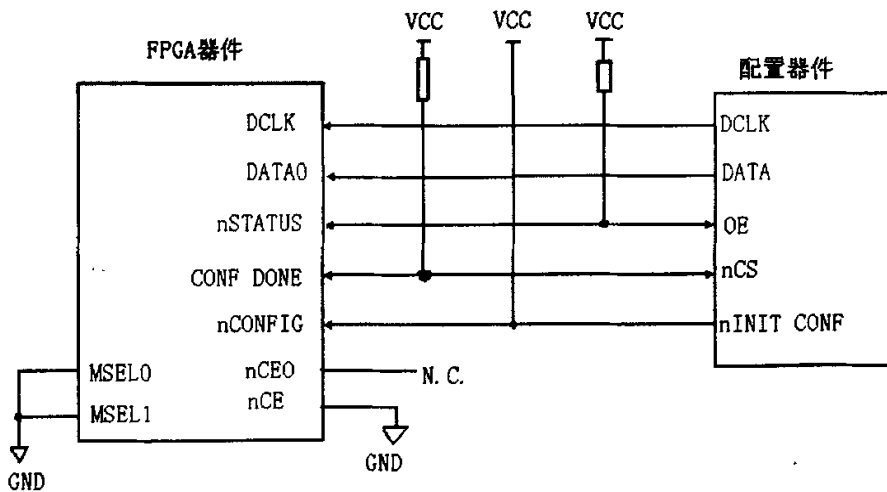 VCC VCC VCC
FPGA器件
配置器件
DCLK DCLK
DATA0 DATA
nSTATUS OE
CONF DONE nCS
nCONFIG nINIT CONF
MSEL0 nCEO N.C.
MSEL1 nCE
GND GND